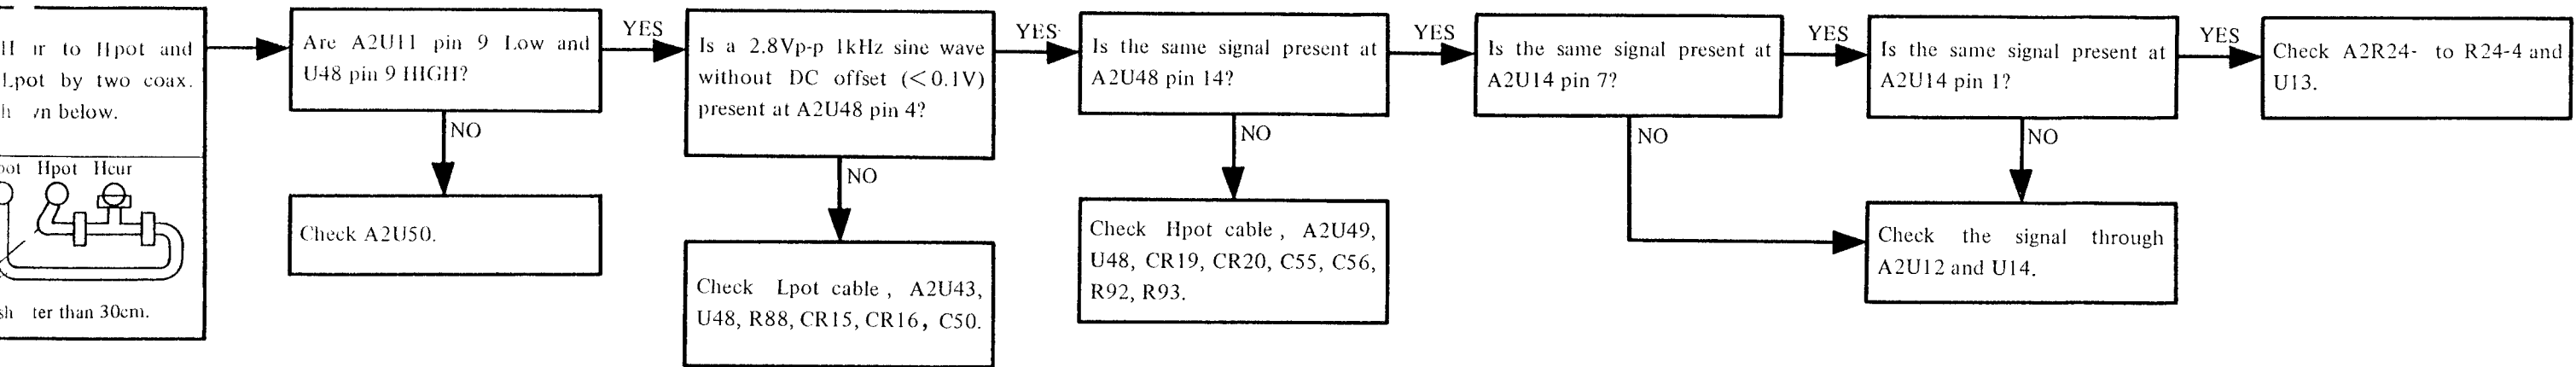 to Hpot and
Lpot by two coax.
below.
Hpot Hcur
than 30cm.
Are A2U11 pin 9 Low and
U48 pin 9 HIGH?
YES
NO
Check A2U50.
Is a 2.8Vp-p 1kHz sine wave
without DC offset (<0.1V)
present at A2U48 pin 4?
YES
NO
Check Lpot cable, A2U43,
U48, R88, CR15, CR16, C50.
Is the same signal present at
A2U48 pin 14?
YES
NO
Check Hpot cable, A2U49,
U48, CR19, CR20, C55, C56,
R92, R93.
Is the same signal present at
A2U14 pin 7?
YES
NO
Is the same signal present at
A2U14 pin 1?
YES
NO
Check the signal through
A2U12 and U14.
Check A2R24- to R24-4 and
U13.